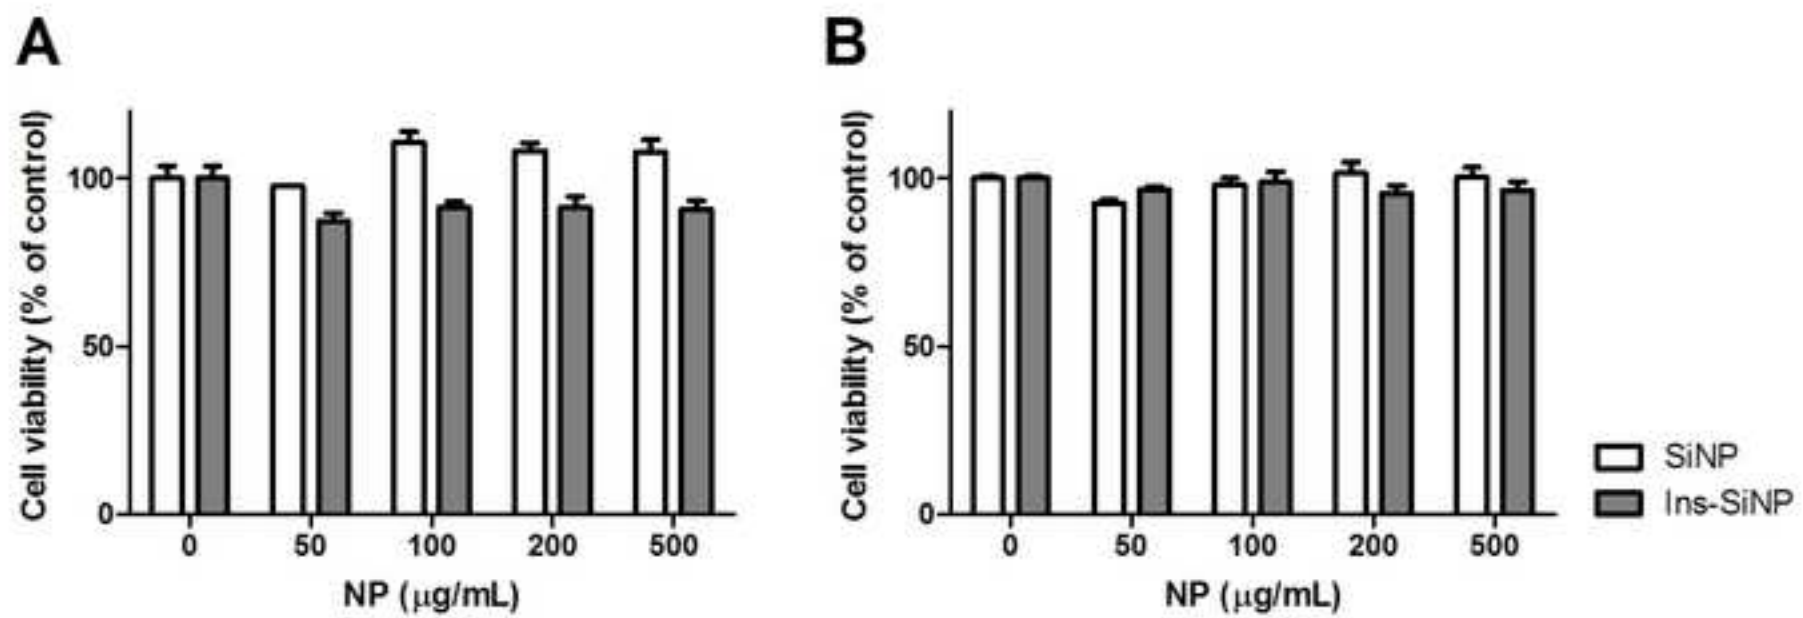 A
Cell viability (% of control)
100
50
0
0 50 100 200 500
NP (μg/mL)
B
Cell viability (% of control)
100
50
0
0 50 100 200 500
NP (μg/mL)
SiNP
Ins-SiNP